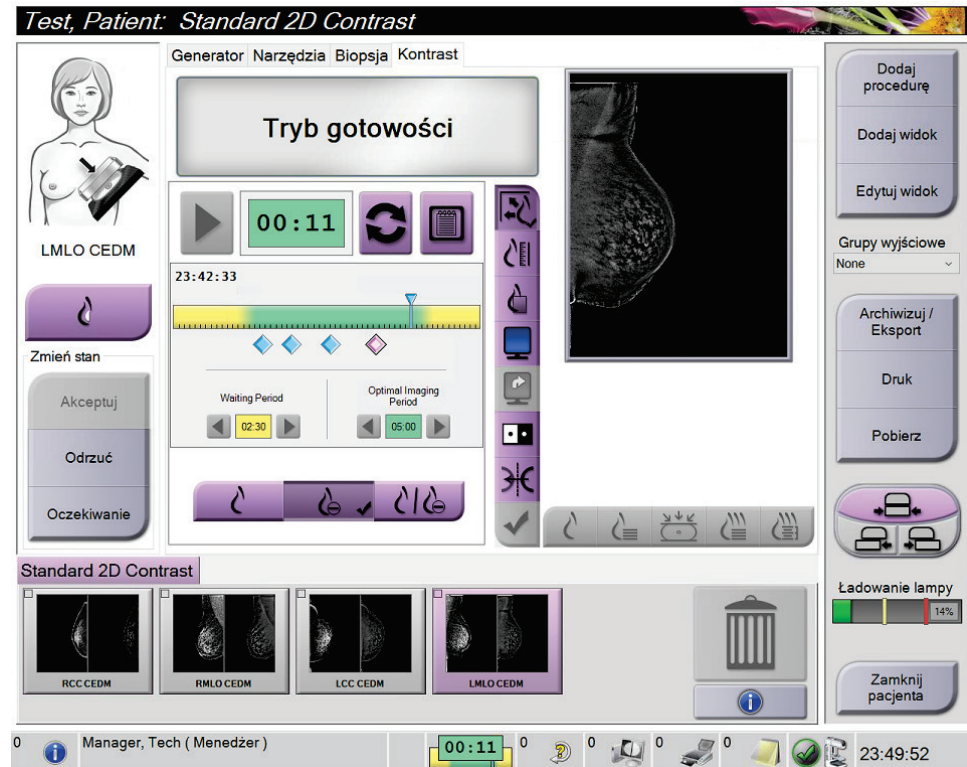 Test, Patient: Standard 2D Contrast
Generator Narzędzia Biopsja Kontrast
Tryb gotowości
LMLO CEDM
00:11
23:42:33
Waiting Period
Optimal Imaging
Period
02:30
05:00
Zmień stan
Akceptuj
Odrzuć
Oczekiwanie
Dodaj
procedurę
Dodaj widok
Edytuj widok
Grupy wyjściowe
None
Archiwizuj /
Eksport
Druk
Pobierz
Ładowanie lampy
14%
Zamknij
pacjenta
Standard 2D Contrast
RCC CEDM
RMLO CEDM
LCC CEDM
LMLO CEDM
0
Manager, Tech ( Menedżer )
00:11
0
0
0
0
23:49:52